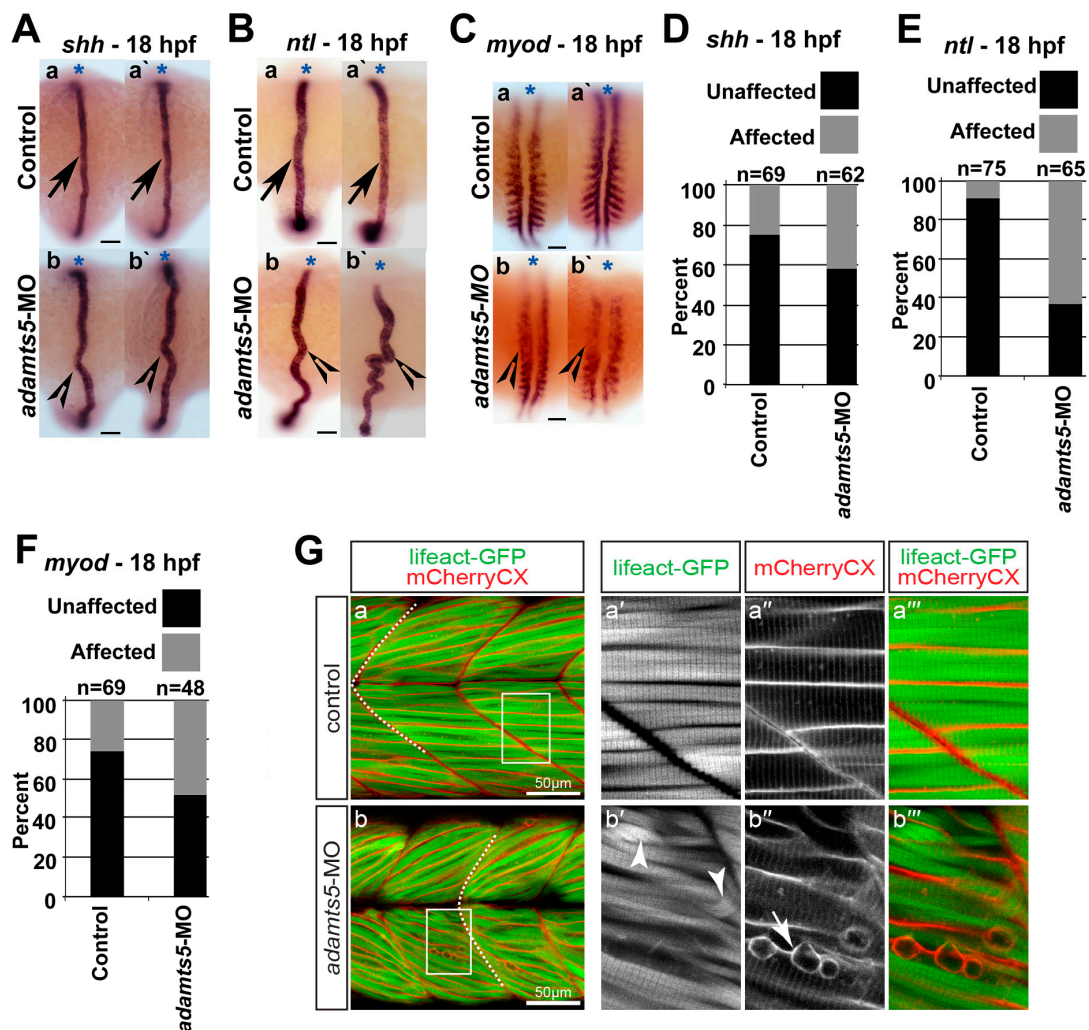 A
shh - 18 hpf
a *
a` *
Control
b *
b` *
adamts5-MO
B
ntl - 18 hpf
a *
a` *
b *
b` *
C
myod - 18 hpf
a *
a` *
Control
b *
b` *
adamts5-MO
D
shh - 18 hpf
Unaffected
Affected
n=69
n=62
100
80
60
40
20
0
Percent
Control
adamts5-MO
E
ntl - 18 hpf
Unaffected
Affected
n=75
n=65
100
80
60
40
20
0
Percent
Control
adamts5-MO
F
myod - 18 hpf
Unaffected
Affected
n=69
n=48
100
80
60
40
20
0
Percent
Control
adamts5-MO
G
lifeact-GFP
mCherryCX
lifeact-GFP
mCherryCX
lifeact-GFP
mCherryCX
control
a
50µm
a'
a''
a'''
adamts5-MO
b
50µm
b'
b''
b'''